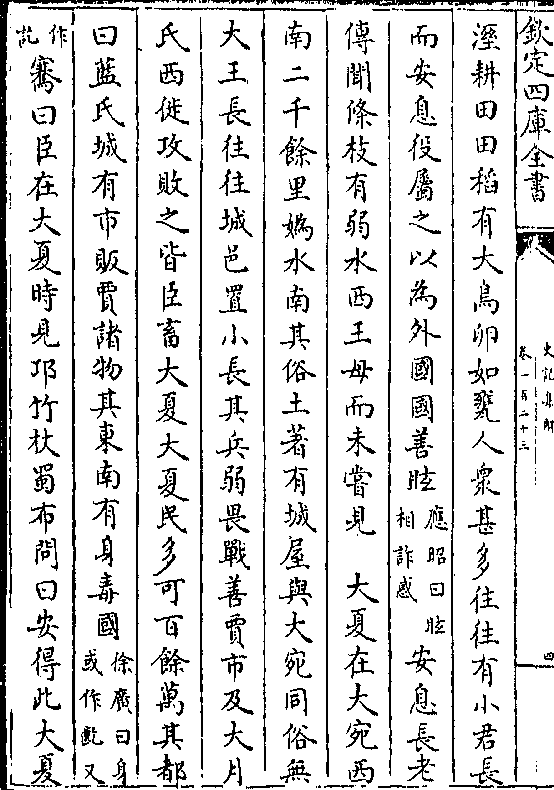 欽定四庫全書
史記集解
卷一百二十三
四
溼耕田田稻有大鳥卵如甕人衆甚多往往有小君長
而安息役屬之以為外國國善眩應昭曰眩相詐惑安息長老
傳聞條枝有弱水西王母而未嘗見　大夏在大宛西
南二千餘里媯水南其俗土著有城屋與大宛同俗無
大王長往往城邑置小長其兵弱畏戰善賈市及大月
氏西徙攻敗之皆臣畜大夏大夏民多可百餘萬其都
曰藍氏城有市販賈諸物其東南有身毒國徐廣曰身或作乾又
作訖騫曰臣在大夏時見邛竹杖蜀布問曰安得此大夏